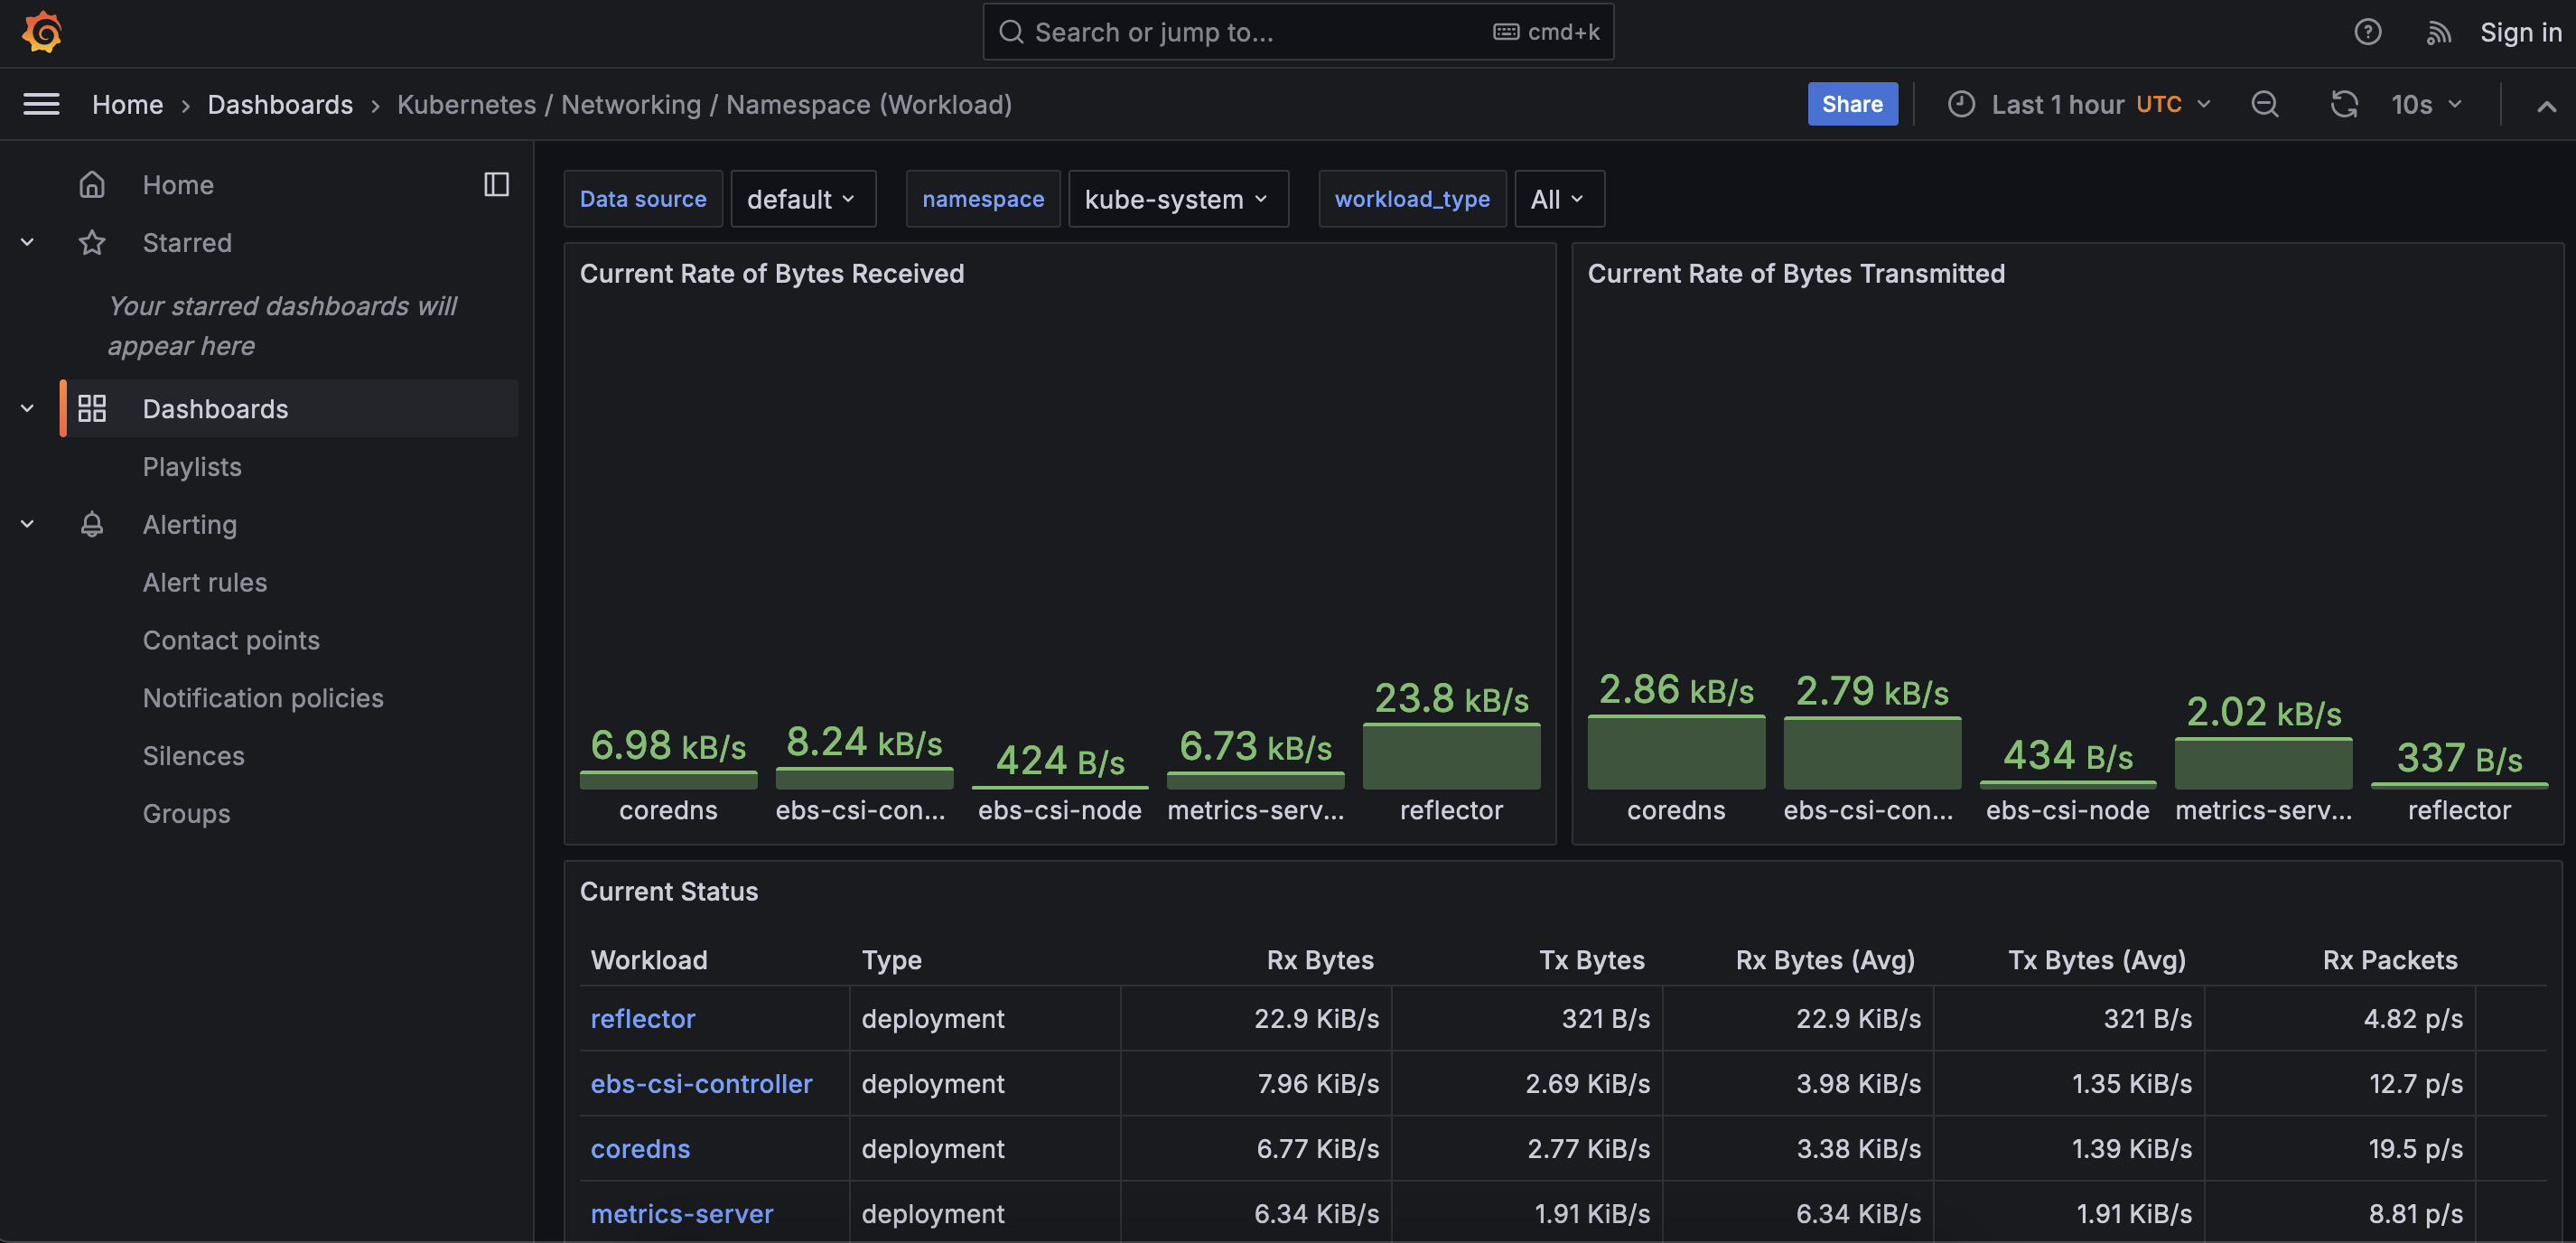 Search or jump to... cmd+k Sign in
Home › Dashboards › Kubernetes / Networking / Namespace (Workload) Share Last 1 hour UTC 10s
Home
Starred
Your starred dashboards will
appear here
Dashboards
Playlists
Alerting
Alert rules
Contact points
Notification policies
Silences
Groups
Data source default namespace kube-system workload_type All
Current Rate of Bytes Received
6.98 kB/s 8.24 kB/s 424 B/s 6.73 kB/s 23.8 kB/s
coredns ebs-csi-con... ebs-csi-node metrics-serv... reflector
Current Rate of Bytes Transmitted
2.86 kB/s 2.79 kB/s 434 B/s 2.02 kB/s 337 B/s
coredns ebs-csi-con... ebs-csi-node metrics-serv... reflector
Current Status
Workload Type Rx Bytes Tx Bytes Rx Bytes (Avg) Tx Bytes (Avg) Rx Packets
reflector deployment 22.9 KiB/s 321 B/s 22.9 KiB/s 321 B/s 4.82 p/s
ebs-csi-controller deployment 7.96 KiB/s 2.69 KiB/s 3.98 KiB/s 1.35 KiB/s 12.7 p/s
coredns deployment 6.77 KiB/s 2.77 KiB/s 3.38 KiB/s 1.39 KiB/s 19.5 p/s
metrics-server deployment 6.34 KiB/s 1.91 KiB/s 6.34 KiB/s 1.91 KiB/s 8.81 p/s